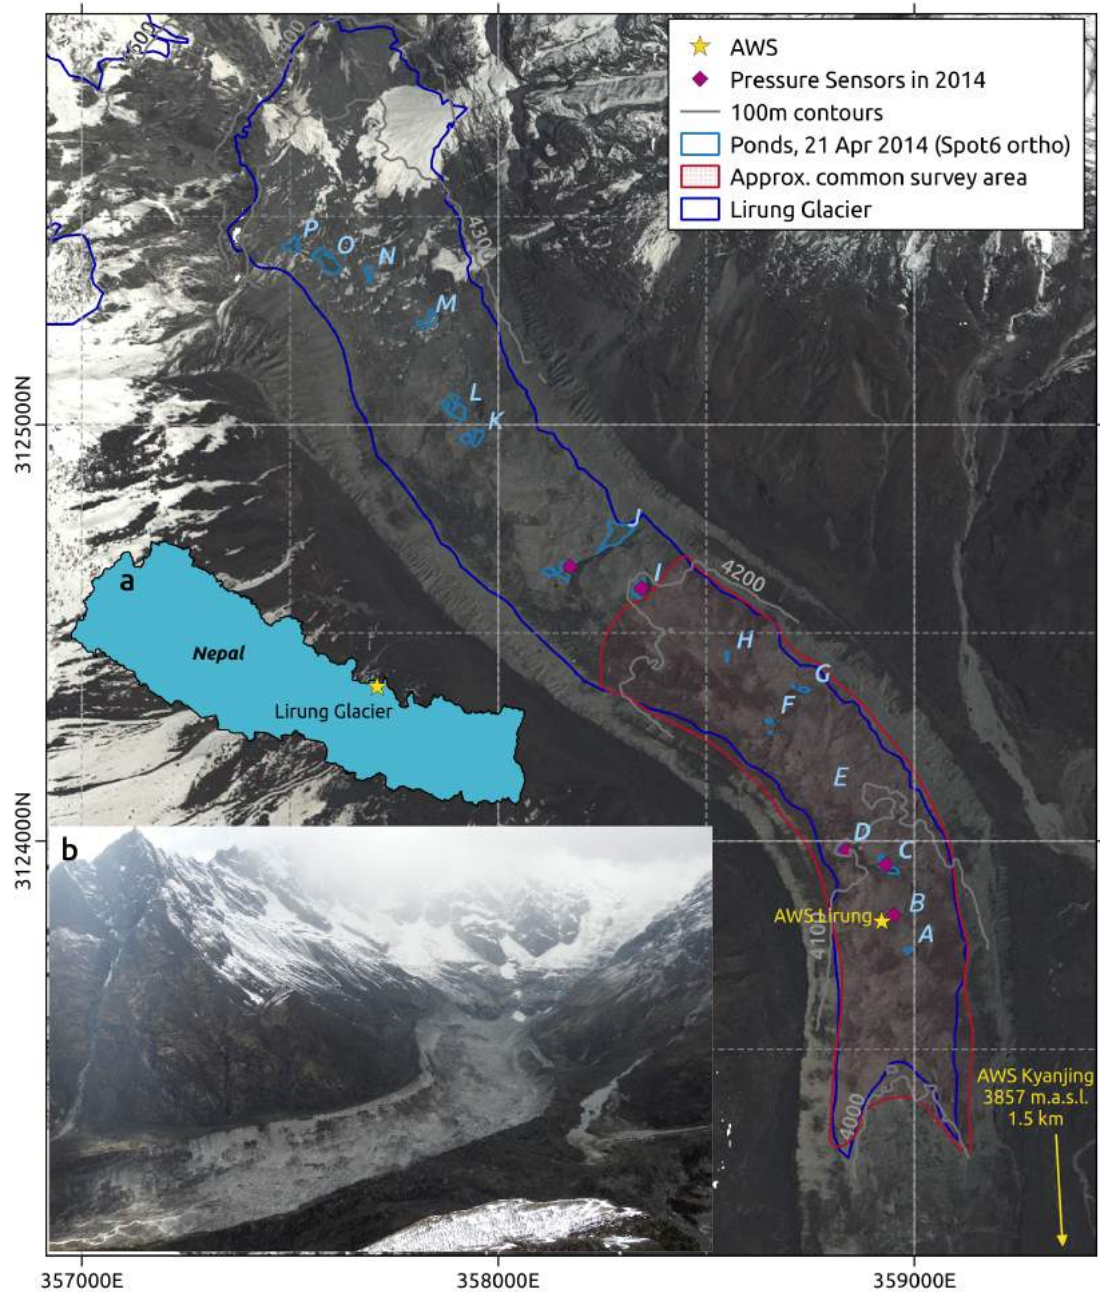 AWS
Pressure Sensors in 2014
100m contours
Ponds, 21 Apr 2014 (Spot6 ortho)
Approx. common survey area
Lirung Glacier
4300
P
O
N
M
L
K
J
I
4200
H
G
F
E
D
C
B
A
AWS Lirung
4100
4000
AWS Kyanjing
3857 m.a.s.l.
1.5 km
a
Nepal
Lirung Glacier
b
3125000N
3124000N
357000E
358000E
359000E